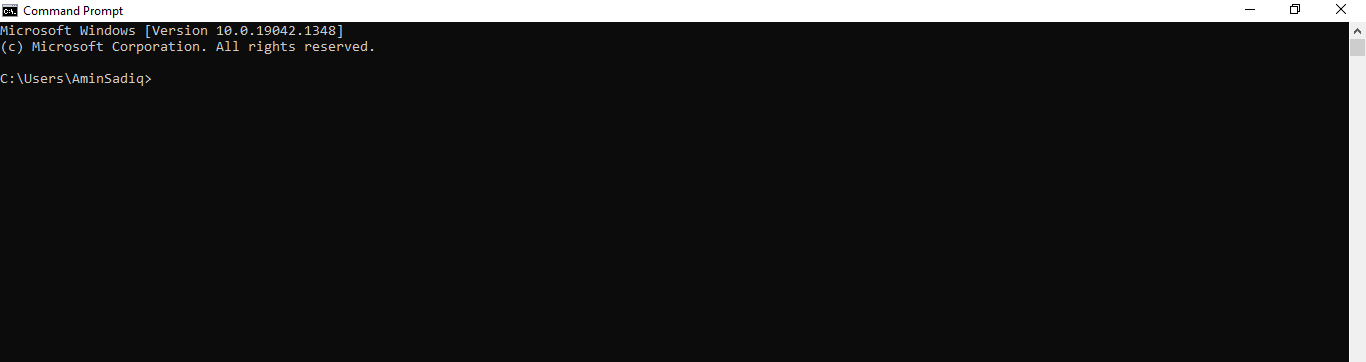 Command Prompt
Microsoft Windows [Version 10.0.19042.1348]
(c) Microsoft Corporation. All rights reserved.
C:\Users\AminSadiq>